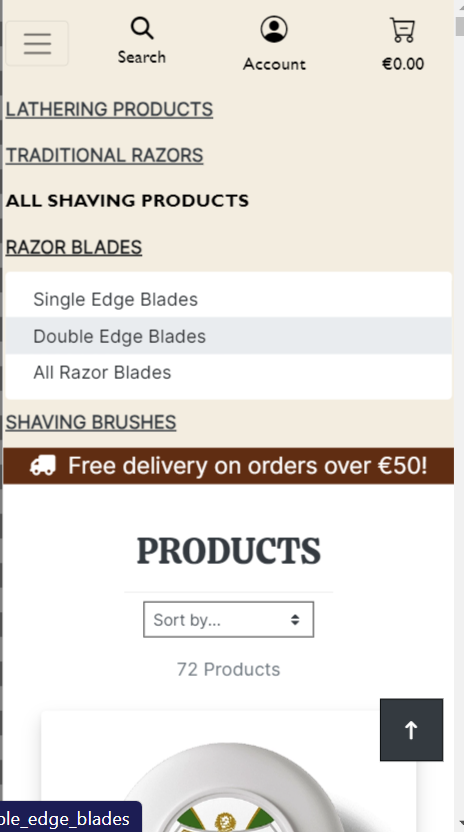 Search
Account
€0.00
LATHERING PRODUCTS
TRADITIONAL RAZORS
ALL SHAVING PRODUCTS
RAZOR BLADES
Single Edge Blades
Double Edge Blades
All Razor Blades
SHAVING BRUSHES
Free delivery on orders over €50!
PRODUCTS
Sort by...
72 Products
ble_edge_blades